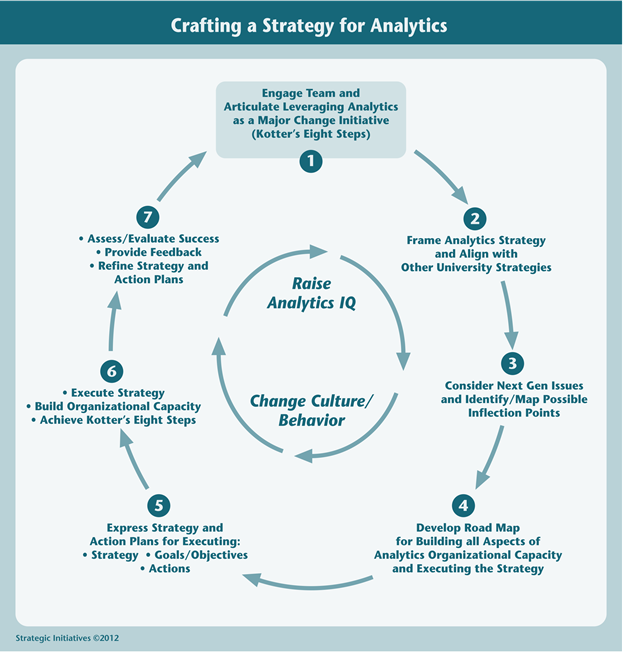 Crafting a Strategy for Analytics
Engage Team and
Articulate Leveraging Analytics
as a Major Change Initiative
(Kotter's Eight Steps)
1
2
Frame Analytics Strategy
and Align with
Other University Strategies
3
Consider Next Gen Issues
and Identify/Map Possible
Inflection Points
4
Develop Road Map
for Building all Aspects of
Analytics Organizational Capacity
and Executing the Strategy
5
Express Strategy and
Action Plans for Executing:
• Strategy • Goals/Objectives
• Actions
6
• Execute Strategy
• Build Organizational Capacity
• Achieve Kotter's Eight Steps
7
• Assess/Evaluate Success
• Provide Feedback
• Refine Strategy and
Action Plans
Raise
Analytics IQ
Change Culture/
Behavior
Strategic Initiatives ©2012